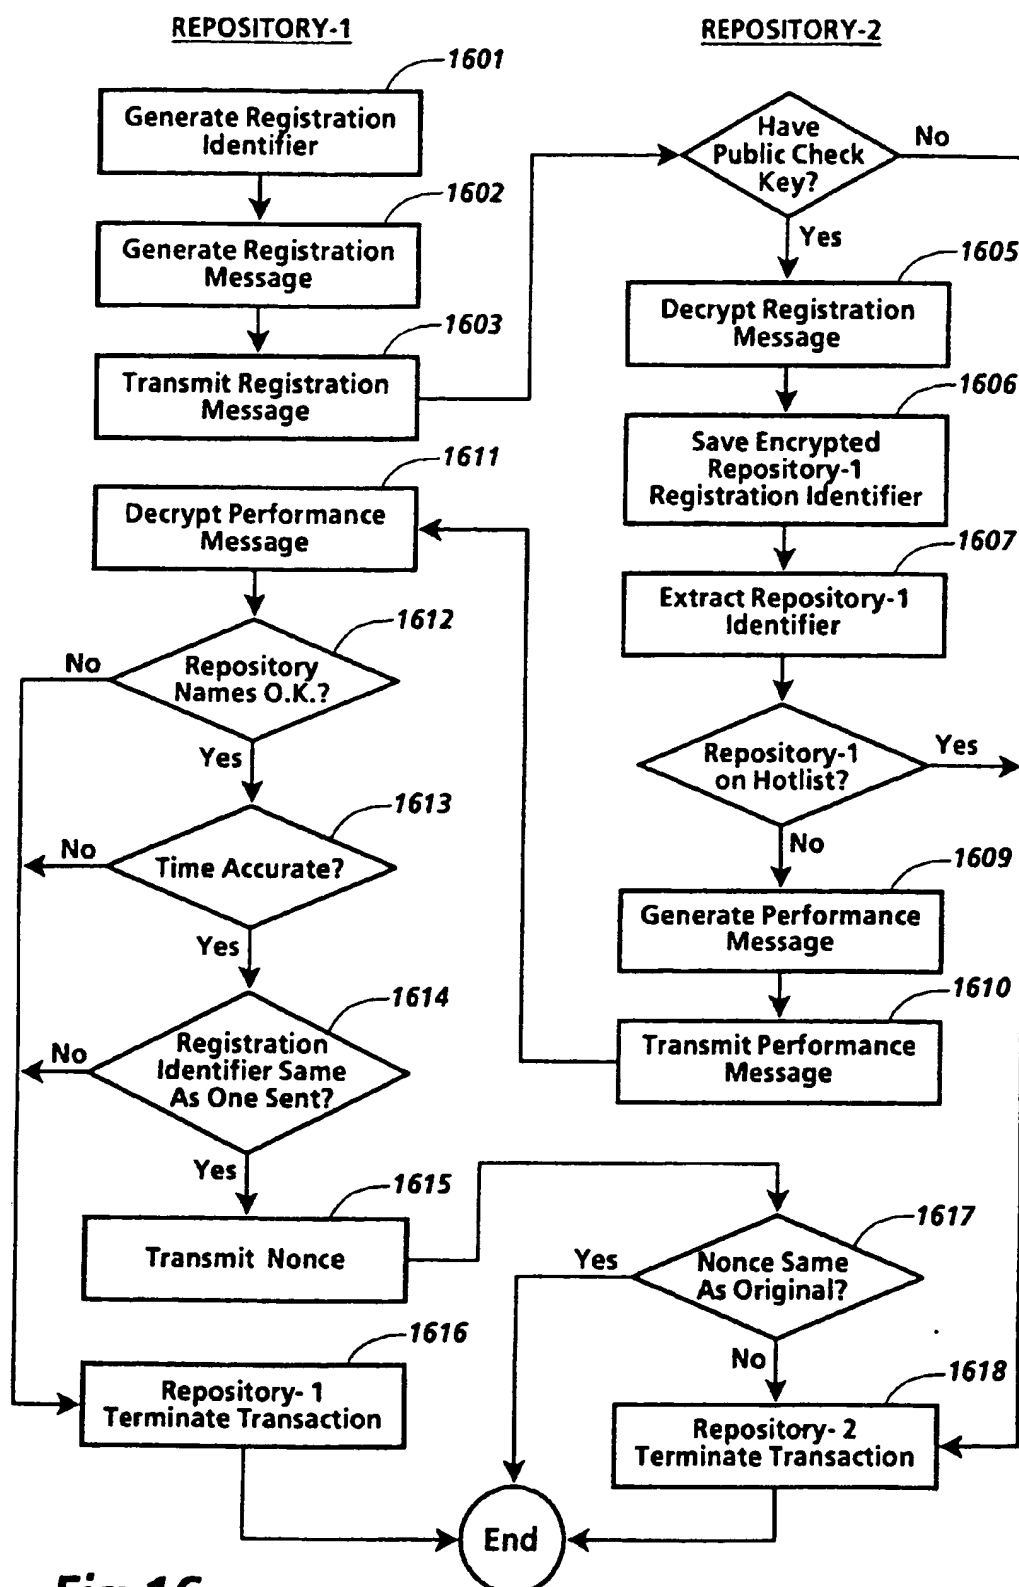 REPOSITORY-1
1601
Generate Registration
Identifier
1602
Generate Registration
Message
1603
Transmit Registration
Message
1611
Decrypt Performance
Message
1612
Repository
Names O.K.?
No
Yes
1613
Time Accurate?
No
Yes
1614
Registration
Identifier Same
As One Sent?
No
Yes
1615
Transmit Nonce
1616
Repository- 1
Terminate Transaction
REPOSITORY-2
Have
Public Check
Key?
No
Yes
1605
Decrypt Registration
Message
1606
Save Encrypted
Repository-1
Registration Identifier
1607
Extract Repository-1
Identifier
Repository-1
on Hotlist?
Yes
No
1609
Generate Performance
Message
1610
Transmit Performance
Message
1617
Nonce Same
As Original?
Yes
No
1618
Repository- 2
Terminate Transaction
End
Fig.16